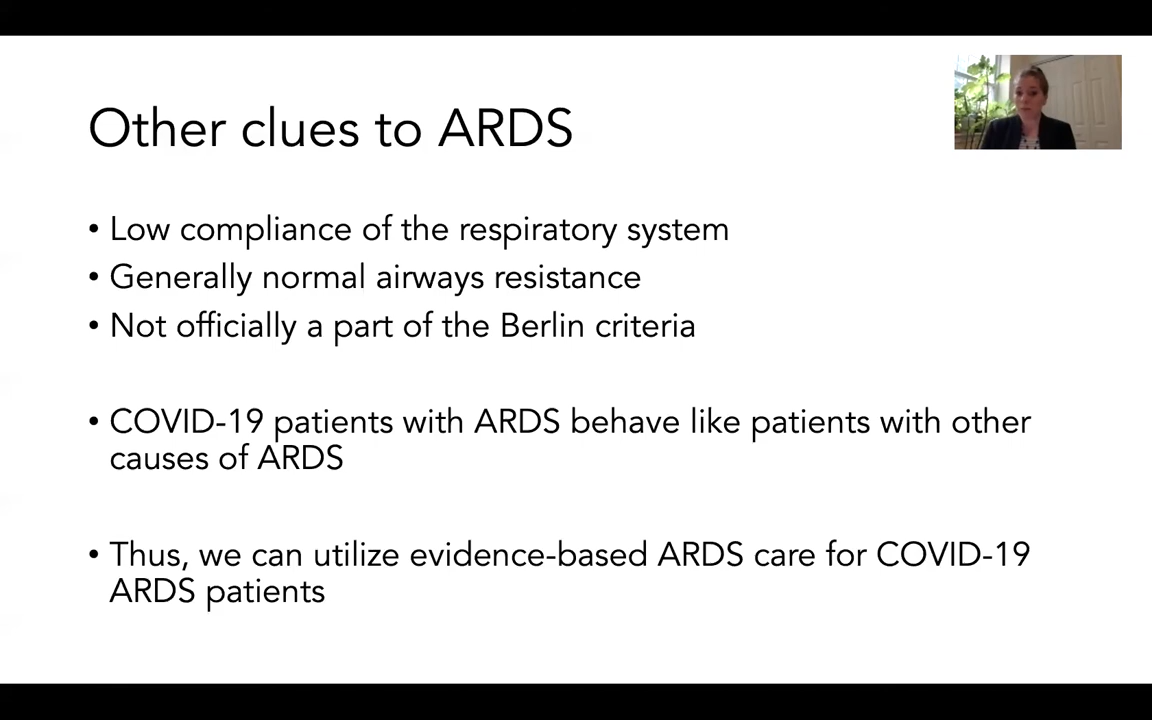 Other clues to ARDS
• Low compliance of the respiratory system
• Generally normal airways resistance
• Not officially a part of the Berlin criteria
• COVID-19 patients with ARDS behave like patients with other
causes of ARDS
• Thus, we can utilize evidence-based ARDS care for COVID-19
ARDS patients